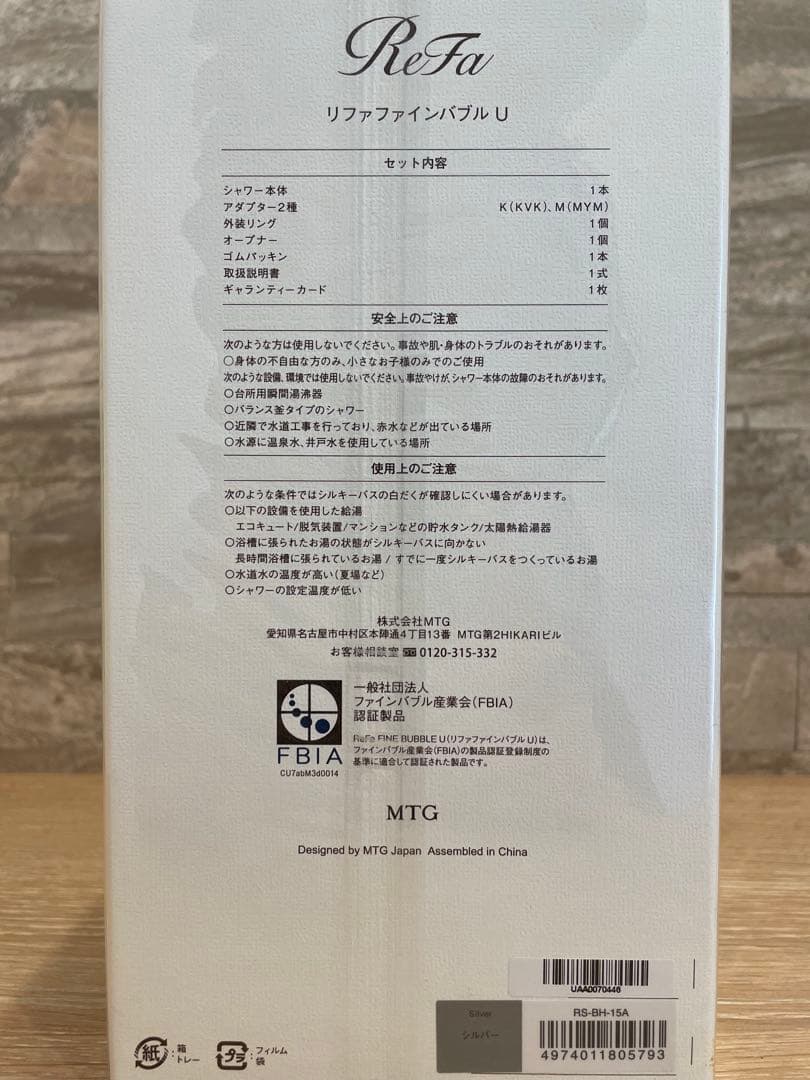 ReFa
リファファインバブル U
セット内容
シャワー本体 1本
アダプター2種 K(KVK)、M(MYM)
外装リング 1個
オープナー 1個
ゴムパッキン 1本
取扱説明書 1式
ギャランティーカード 1枚
安全上のご注意
次のような方は使用しないでください。事故や肌・身体のトラブルのおそれがあります。
○身体の不自由な方のみ、小さなお子様のみでのご使用
次のような設備、環境では使用しないでください。事故やけが、シャワー本体の故障のおそれがあります。
○台所用瞬間湯沸器
○バランス釜タイプのシャワー
○近隣で水道工事を行っており、赤水などが出ている場所
○水源に温泉水、井戸水を使用している場所
使用上のご注意
次のような条件ではシルキーバスの白だくが確認しにくい場合があります。
○以下の設備を使用した給湯
エコキュート/脱気装置/マンションなどの貯水タンク/太陽熱給湯器
○浴槽に張られたお湯の状態がシルキーバスに向かない
長時間浴槽に張られているお湯 / すでに一度シルキーバスをつくっているお湯
○水道水の温度が高い(夏場など)
○シャワーの設定温度が低い
株式会社MTG
愛知県名古屋市中村区本陣通4丁目13番 MTG第2HIKARIビル
お客様相談室 0120-315-332
一般社団法人
ファインバブル産業会(FBIA)
認証製品
FBIA
CU7abM3d0014
ReFa FINE BUBBLE U(リファファインバブル U)は、
ファインバブル産業会(FBIA)の製品認証登録制度の
基準に適合して認証された製品です。
MTG
Designed by MTG Japan Assembled in China
UAA0070446
Silver
シルバー
RS-BH-15A
4974011805793
紙 : 箱
トレー
プラ : フィルム
袋